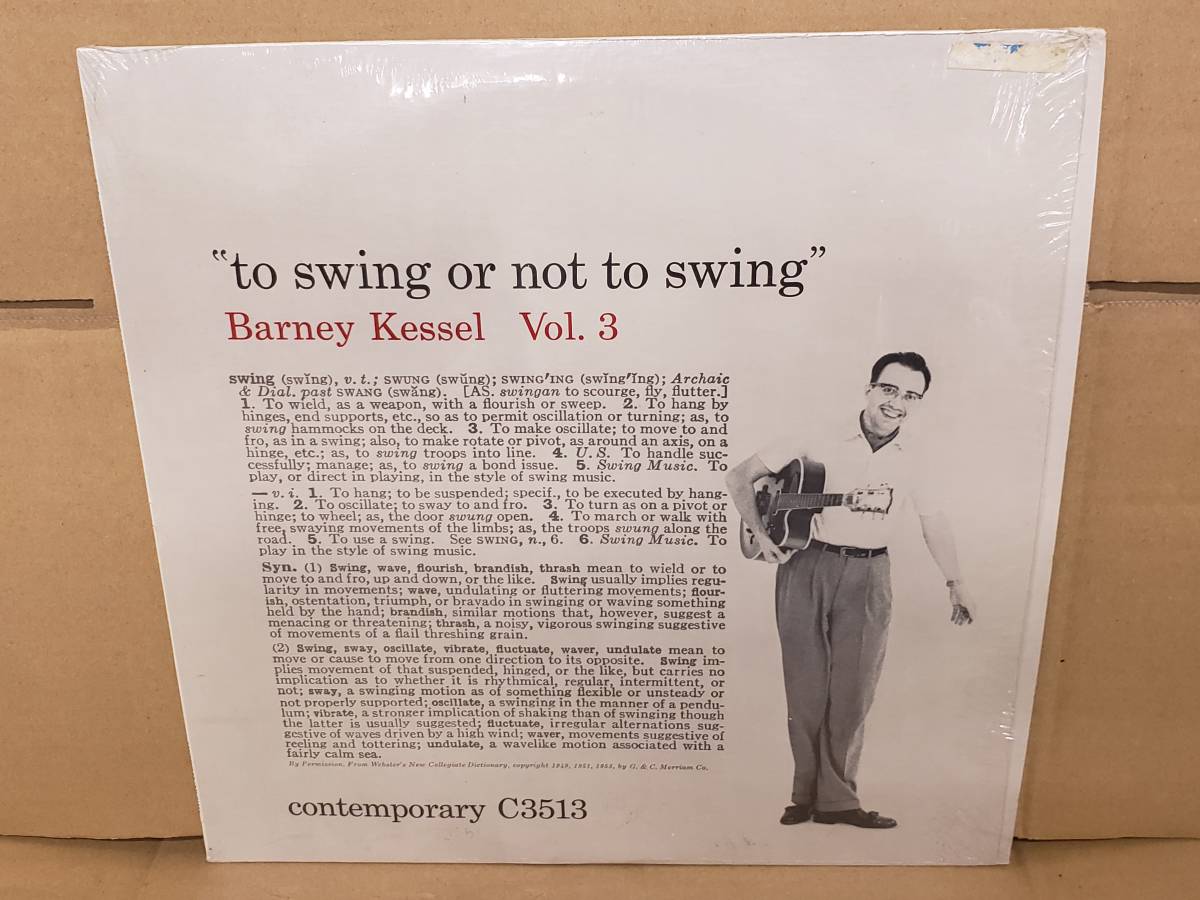 “to swing or not to swing”
Barney Kessel Vol. 3
swing (swĭng), v. t.; SWUNG (swŭng); SWING′ING (swĭng′ĭng); Archaic
& Dial. past SWANG (swăng). [AS. swingan to scourge, fly, flutter.]
1. To wield, as a weapon, with a flourish or sweep. 2. To hang by
hinges, end supports, etc., so as to permit oscillation or turning; as, to
swing hammocks on the deck. 3. To make oscillate; to move to and
fro, as in a swing; also, to make rotate or pivot, as around an axis, on a
hinge, etc.; as, to swing troops into line. 4. U. S. To handle suc-
cessfully; manage; as, to swing a bond issue. 5. Swing Music. To
play, or direct in playing, in the style of swing music.
— v. i. 1. To hang; to be suspended; specif., to be executed by hang-
ing. 2. To oscillate; to sway to and fro. 3. To turn as on a pivot or
hinge; to wheel; as, the door swung open. 4. To march or walk with
free, swaying movements of the limbs; as, the troops swung along the
road. 5. To use a swing. See SWING, n., 6. 6. Swing Music. To
play in the style of swing music.
Syn. (1) Swing, wave, flourish, brandish, thrash mean to wield or to
move to and fro, up and down, or the like. Swing usually implies regu-
larity in movements; wave, undulating or fluttering movements; flour-
ish, ostentation, triumph, or bravado in swinging or waving something
held by the hand; brandish, similar motions that, however, suggest a
menacing or threatening; thrash, a noisy, vigorous swinging suggestive
of movements of a flail threshing grain.
(2) Swing, sway, oscillate, vibrate, fluctuate, waver, undulate mean to
move or cause to move from one direction to its opposite. Swing im-
plies movement of that suspended, hinged, or the like, but carries no
implication as to whether it is rhythmical, regular, intermittent, or
not; sway, a swinging motion as of something flexible or unsteady or
not properly supported; oscillate, a swinging in the manner of a pendu-
lum; vibrate, a stronger implication of shaking than of swinging though
the latter is usually suggested; fluctuate, irregular alternations sug-
gestive of waves driven by a high wind; waver, movements suggestive of
reeling and tottering; undulate, a wavelike motion associated with a
fairly calm sea.
By Permission. From Webster's New Collegiate Dictionary, copyright 1949, 1951, 1953, by G. & C. Merriam Co.
contemporary C3513